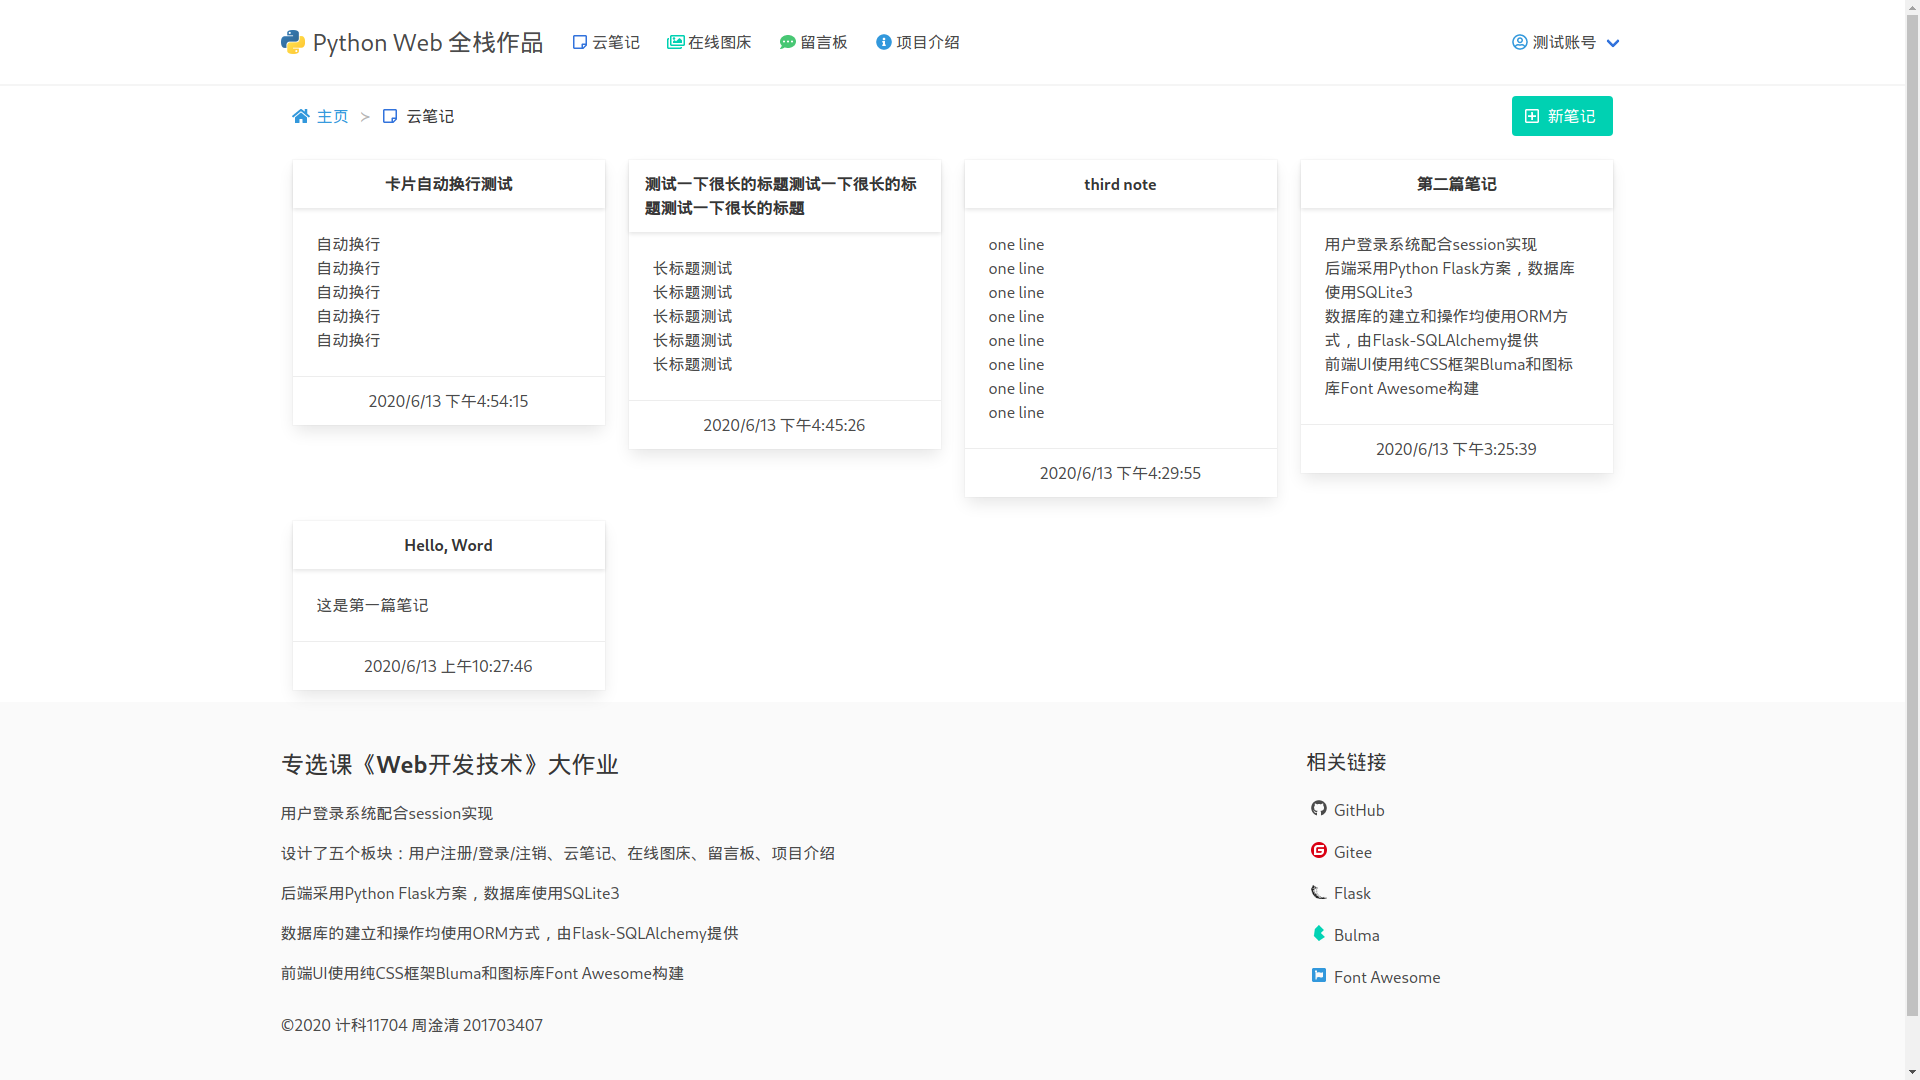 Python Web 全栈作品
云笔记
在线图床
留言板
项目介绍
测试账号
主页 > 云笔记
新笔记
卡片自动换行测试
自动换行
自动换行
自动换行
自动换行
自动换行
2020/6/13 下午4:54:15
测试一下很长的标题测试一下很长的标
题测试一下很长的标题
长标题测试
长标题测试
长标题测试
长标题测试
长标题测试
2020/6/13 下午4:45:26
third note
one line
one line
one line
one line
one line
one line
one line
one line
2020/6/13 下午4:29:55
第二篇笔记
用户登录系统配合session实现
后端采用Python Flask方案，数据库
使用SQLite3
数据库的建立和操作均使用ORM方
式，由Flask-SQLAlchemy提供
前端UI使用纯CSS框架Bluma和图标
库Font Awesome构建
2020/6/13 下午3:25:39
Hello, Word
这是第一篇笔记
2020/6/13 上午10:27:46
专选课《Web开发技术》大作业
用户登录系统配合session实现
设计了五个板块：用户注册/登录/注销、云笔记、在线图床、留言板、项目介绍
后端采用Python Flask方案，数据库使用SQLite3
数据库的建立和操作均使用ORM方式，由Flask-SQLAlchemy提供
前端UI使用纯CSS框架Bluma和图标库Font Awesome构建
©2020 计科11704 周淦清 201703407
相关链接
GitHub
Gitee
Flask
Bulma
Font Awesome